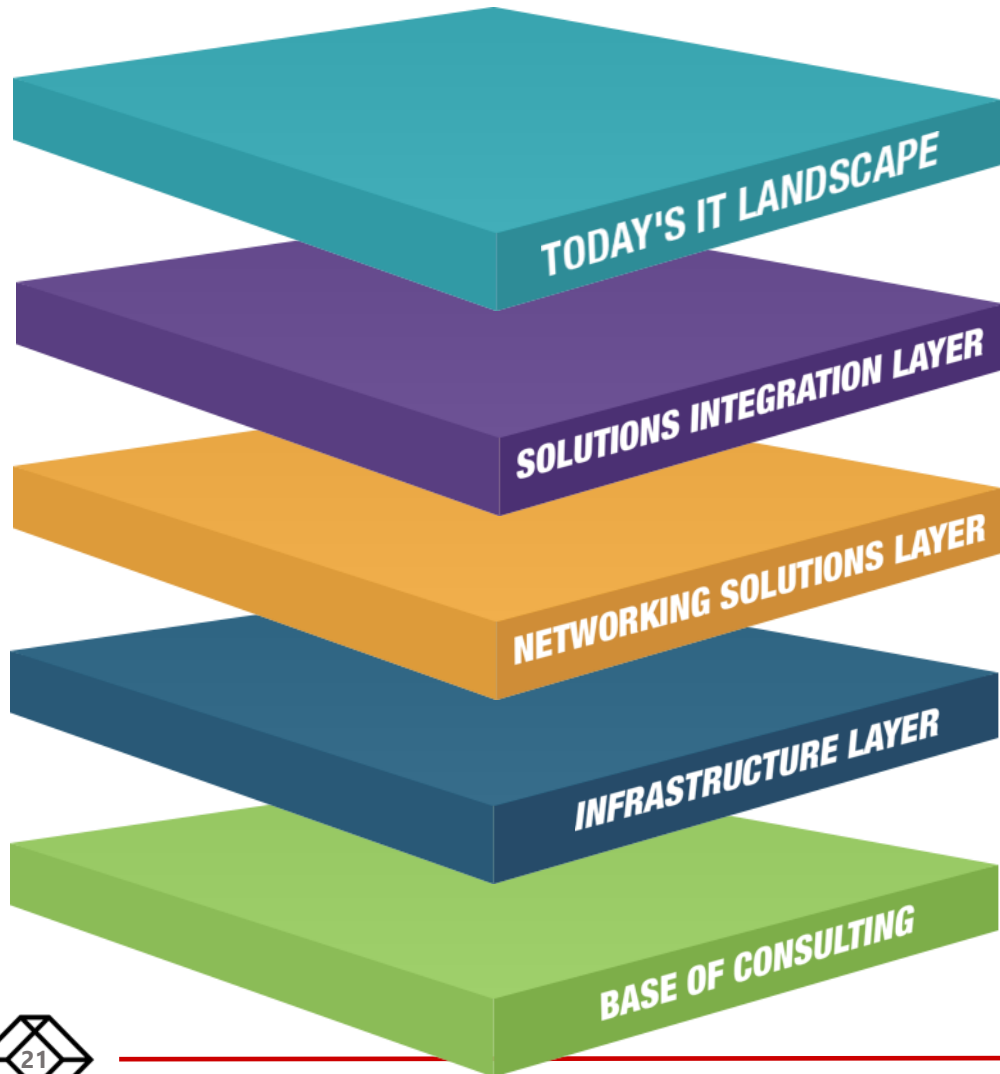 TODAY'S IT LANDSCAPE
SOLUTIONS INTEGRATION LAYER
NETWORKING SOLUTIONS LAYER
INFRASTRUCTURE LAYER
BASE OF CONSULTING
21